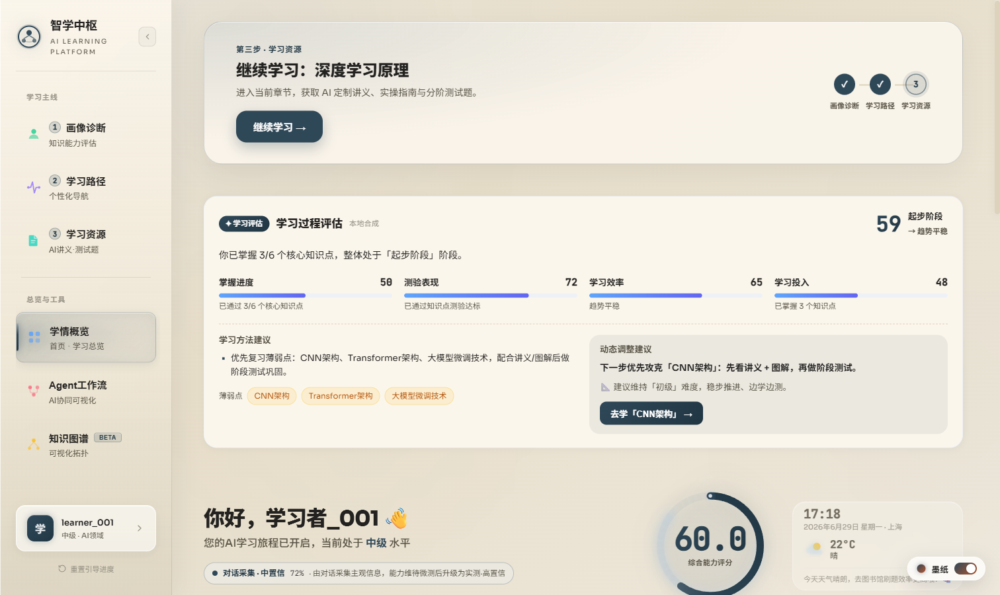 智学中枢
AI LEARNING
PLATFORM
学习主线
1 画像诊断
知识能力评估
2 学习路径
个性化导航
3 学习资源
AI讲义·测试题
总览与工具
学情概览
首页 · 学习总览
Agent工作流
AI协同可视化
知识图谱 BETA
可视化拓扑
学 learner_001
中级 · AI领域
重置引导进度
第三步 · 学习资源
继续学习：深度学习原理
进入当前章节，获取 AI 定制讲义、实操指南与分阶测试题。
继续学习 →
✓ ✓ 3
画像诊断 学习路径 学习资源
✦ 学习评估 学习过程评估 本地合成
59 起步阶段
→ 趋势平稳
你已掌握 3/6 个核心知识点，整体处于「起步阶段」阶段。
掌握进度 50
已通过 3/6 个核心知识点
测验表现 72
已通过知识点测验达标
学习效率 65
趋势平稳
学习投入 48
已掌握 3 个知识点
学习方法建议
▪ 优先复习薄弱点：CNN架构、Transformer架构、大模型微调技术，配合讲义/图解后做
阶段测试巩固。
薄弱点 CNN架构 Transformer架构 大模型微调技术
动态调整建议
下一步优先攻克「CNN架构」：先看讲义 + 图解，再做阶段测试。
📐 建议维持「初级」难度，稳步推进、边学边测。
去学「CNN架构」 →
你好，学习者_001 👋
您的AI学习旅程已开启，当前处于 中级 水平
对话采集 · 中置信 72% · 由对话采集主观信息，能力维待微测后升级为实测·高置信
60.0
综合能力评分
17:18
2026年6月29日 星期一 · 上海
22°C
晴
今天天气晴朗，去图书馆刷题效率
墨纸